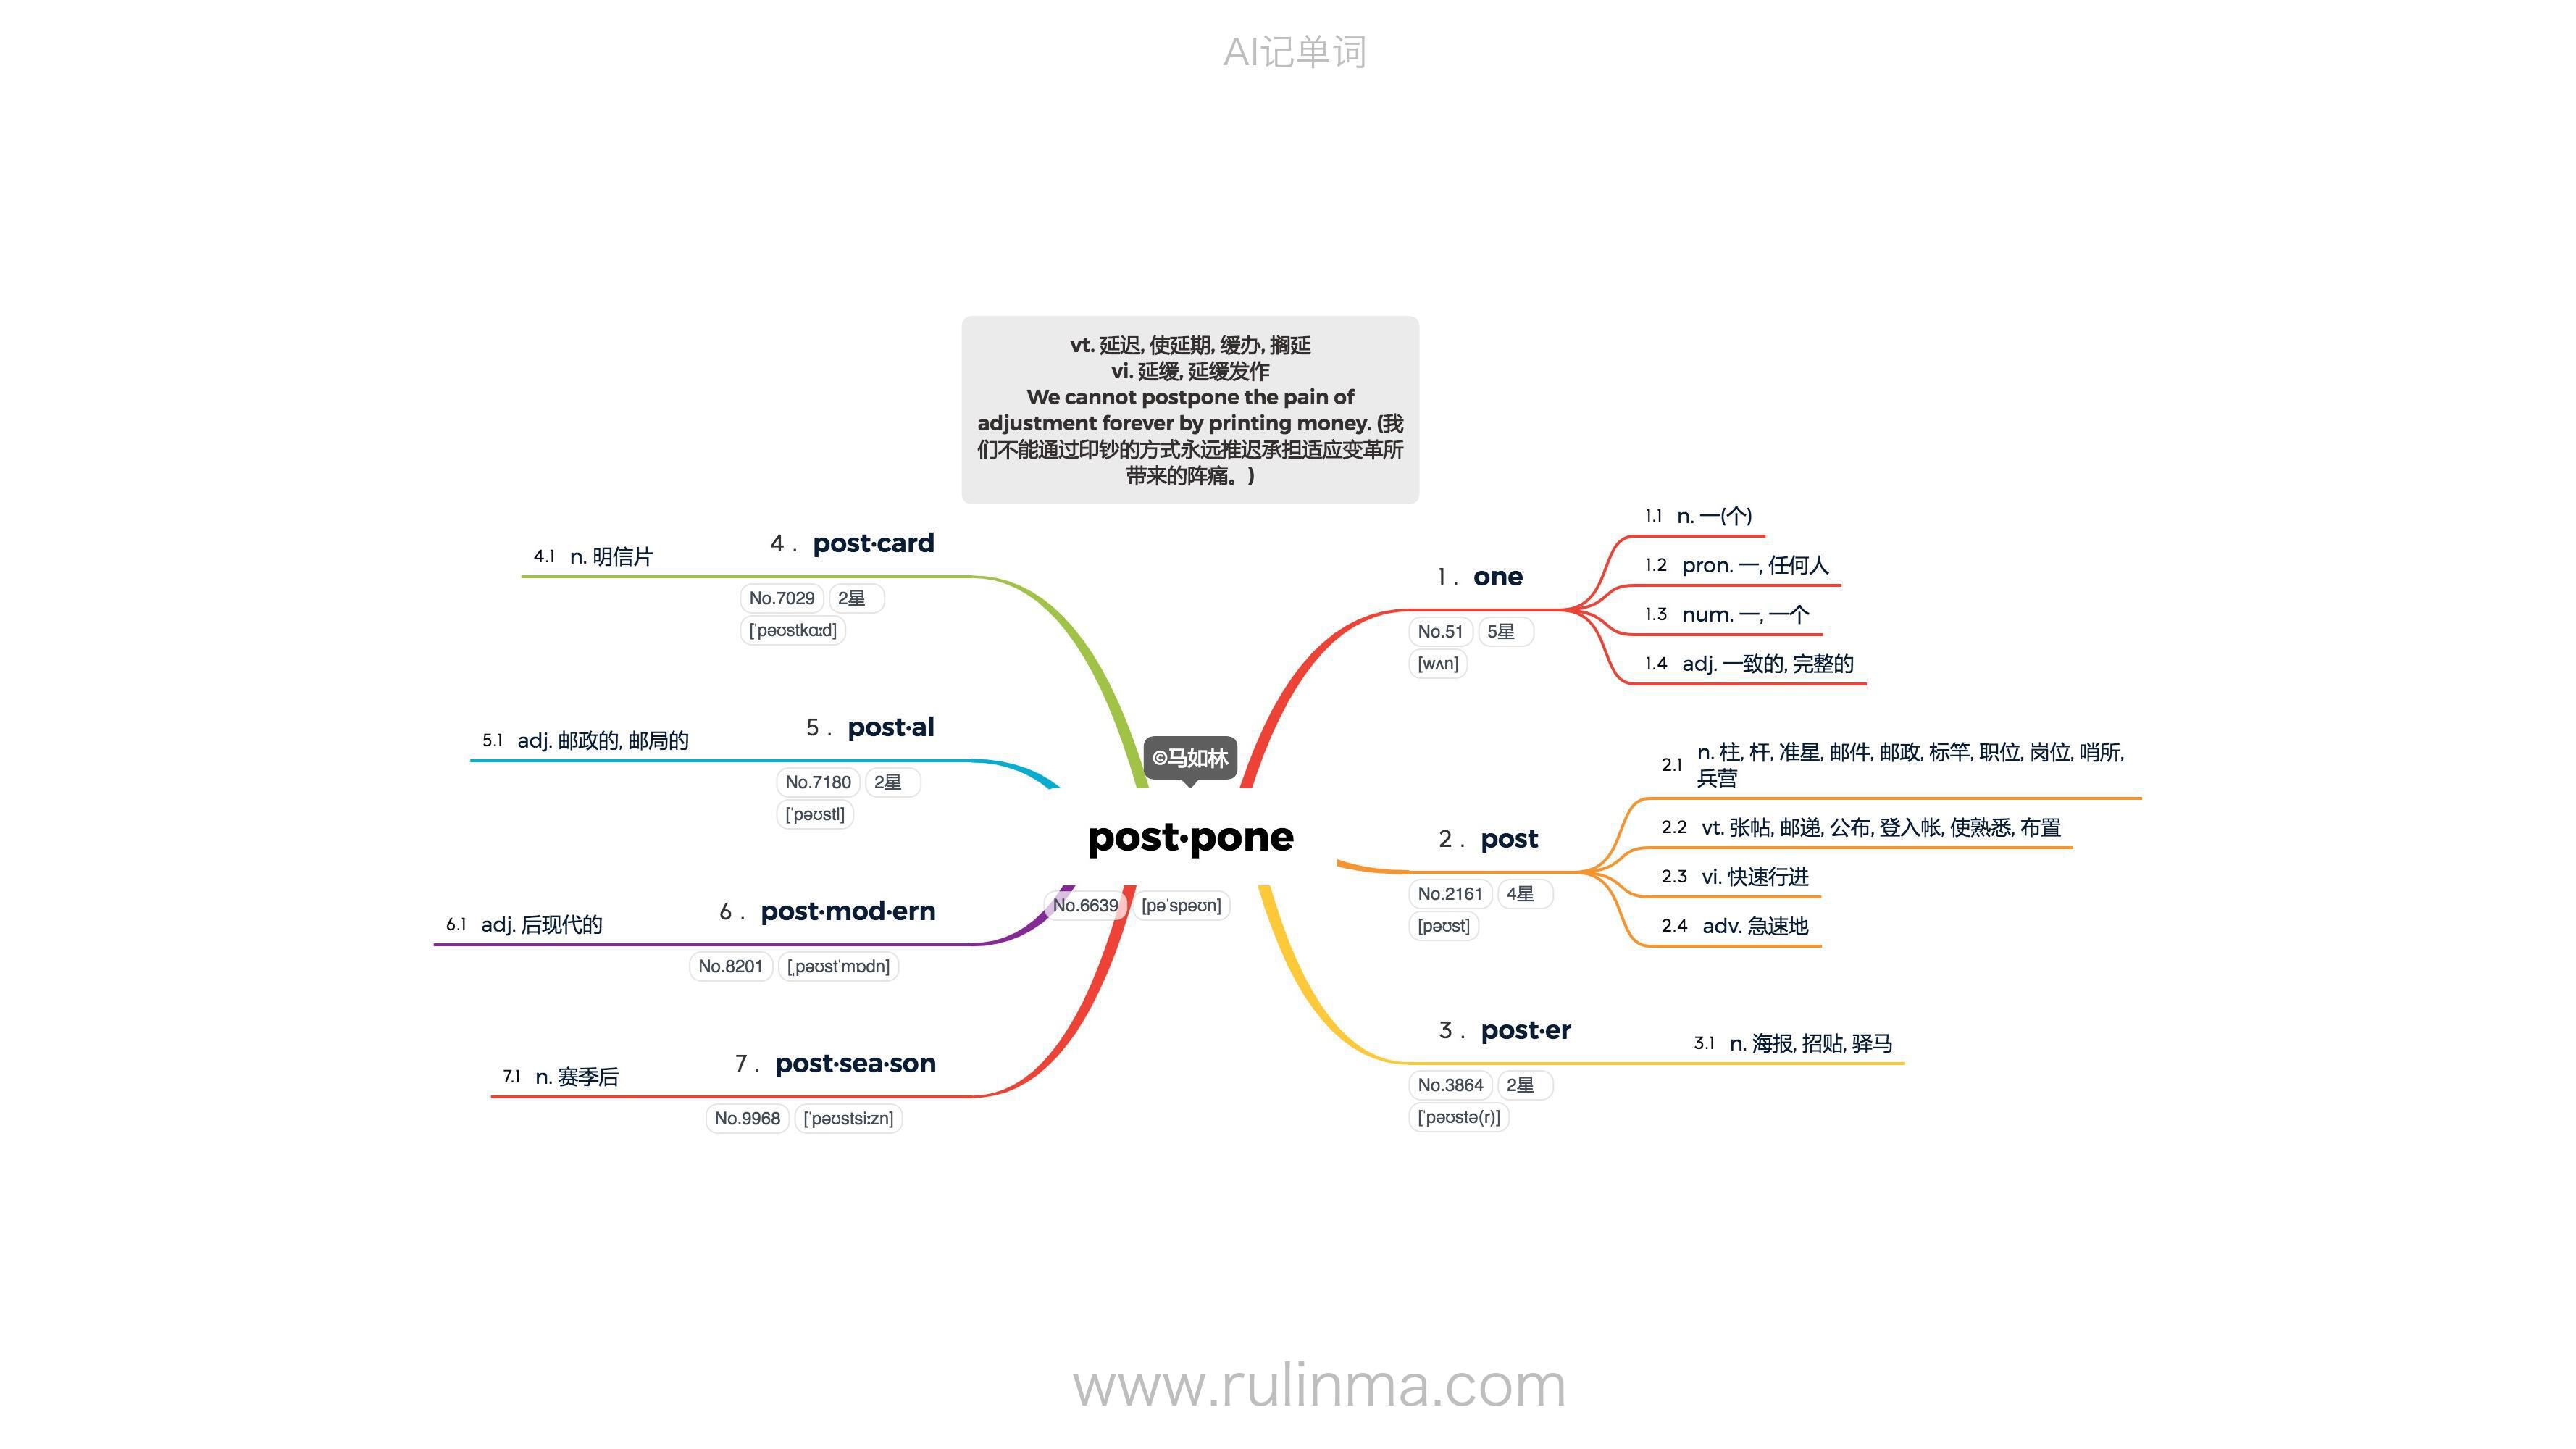 AI记单词
vt. 延迟, 使延期, 缓办, 搁延
vi. 延缓, 延缓发作
We cannot postpone the pain of
adjustment forever by printing money. (我
们不能通过印钞的方式永远推迟承担适应变革所
带来的阵痛。)
©马如林
post·pone
No.6639 [pəˈspəʊn]
1 . one
No.51 5星
[wʌn]
1.1 n. 一(个)
1.2 pron. 一, 任何人
1.3 num. 一, 一个
1.4 adj. 一致的, 完整的
2 . post
No.2161 4星
[pəʊst]
2.1 n. 柱, 杆, 准星, 邮件, 邮政, 标竿, 职位, 岗位, 哨所,
兵营
2.2 vt. 张帖, 邮递, 公布, 登入帐, 使熟悉, 布置
2.3 vi. 快速行进
2.4 adv. 急速地
3 . post·er
No.3864 2星
[ˈpəʊstə(r)]
3.1 n. 海报, 招贴, 驿马
4 . post·card
No.7029 2星
[ˈpəʊstkɑːd]
4.1 n. 明信片
5 . post·al
No.7180 2星
[ˈpəʊstl]
5.1 adj. 邮政的, 邮局的
6 . post·mod·ern
No.8201 [ˌpəʊstˈmɒdn]
6.1 adj. 后现代的
7 . post·sea·son
No.9968 [ˈpəʊstsiːzn]
7.1 n. 赛季后
www.rulinma.com